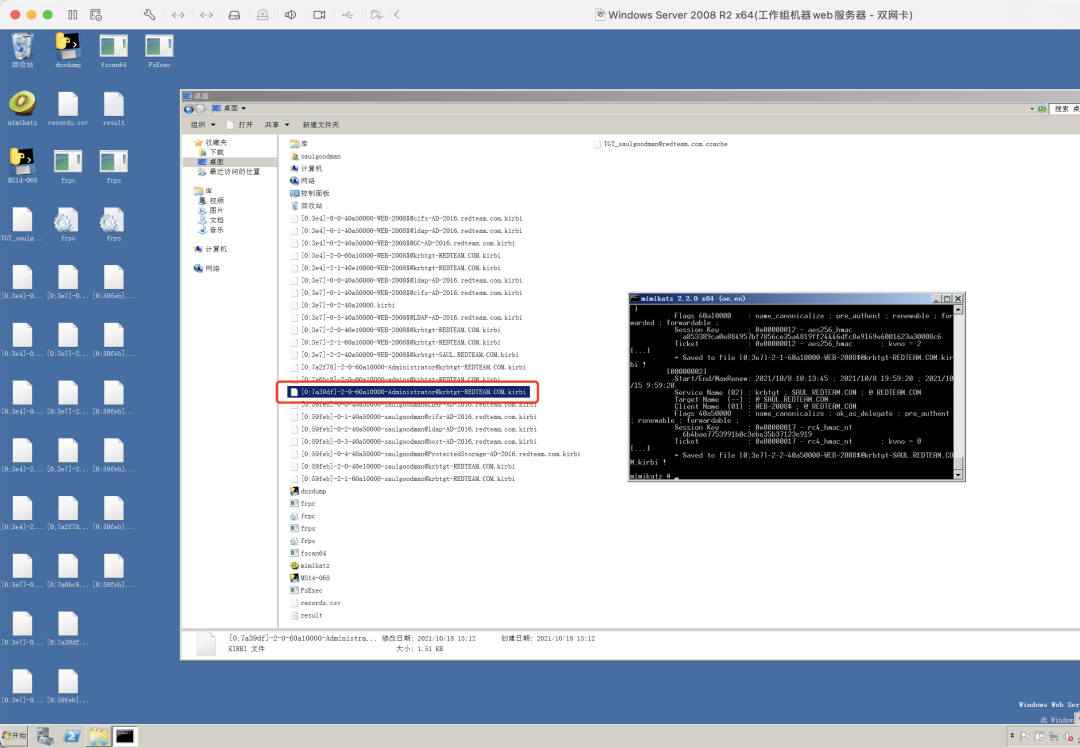 Windows Server 2008 R2 x64(工作组机器web服务器 - 双网卡)
回收站
dnsdump
fscan64
PsExec
mimikatz
records.csv
result
MS14-068
frpc
frps
TGT_saulg...
frpc
frps
[0;3e4]-0...
[0;3e7]-0...
[0;59feb]...
[0;3e4]-0...
[0;3e7]-2...
[0;59feb]...
[0;3e4]-0...
[0;3e7]-2...
[0;59feb]...
[0;3e4]-2...
[0;3e7]-2...
[0;59feb]...
[0;3e4]-2...
[0;7a2f78...
[0;59feb]...
[0;3e7]-0...
[0;7a6bc8...
[0;59feb]...
[0;3e7]-0...
[0;7a39df...
[0;3e7]-0...
[0;59feb]...
桌面
桌面
搜索 桌
组织
打开
共享
新建文件夹
收藏夹
下载
桌面
最近访问的位置
库
视频
图片
文档
音乐
计算机
网络
库
saulgoodman
计算机
网络
控制面板
回收站
[0;3e4]-0-0-40a50000-WEB-2008$@cifs-AD-2016.redteam.com.kirbi
[0;3e4]-0-1-40a50000-WEB-2008$@ldap-AD-2016.redteam.com.kirbi
[0;3e4]-0-2-40a50000-WEB-2008$@GC-AD-2016.redteam.com.kirbi
[0;3e4]-2-0-60a10000-WEB-2008$@krbtgt-REDTEAM.COM.kirbi
[0;3e4]-2-1-40e10000-WEB-2008$@krbtgt-REDTEAM.COM.kirbi
[0;3e7]-0-0-40a50000-WEB-2008$@ldap-AD-2016.redteam.com.kirbi
[0;3e7]-0-1-40a50000-WEB-2008$@cifs-AD-2016.redteam.com.kirbi
[0;3e7]-0-2-40a10000.kirbi
[0;3e7]-0-3-40a50000-WEB-2008$@LDAP-AD-2016.redteam.com.kirbi
[0;3e7]-2-0-40e10000-WEB-2008$@krbtgt-REDTEAM.COM.kirbi
[0;3e7]-2-1-60a10000-WEB-2008$@krbtgt-REDTEAM.COM.kirbi
[0;3e7]-2-2-40a50000-WEB-2008$@krbtgt-SAUL.REDTEAM.COM.kirbi
[0;7a2f78]-2-0-60a10000-Administrator@krbtgt-REDTEAM.COM.kirbi
[0;7a6bc8]-2-0-60a10000-admins@krbtgt-REDTEAM.COM.kirbi
[0;7a39df]-2-0-60a10000-Administrator@krbtgt-REDTEAM.COM.kirbi
[0;59feb]-0-0-40a50000-saulgoodman@LDAP-AD-2016.redteam.com.kirbi
[0;59feb]-0-1-40a50000-saulgoodman@cifs-AD-2016.redteam.com.kirbi
[0;59feb]-0-2-40a50000-saulgoodman@ldap-AD-2016.redteam.com.kirbi
[0;59feb]-0-3-40a50000-saulgoodman@host-AD-2016.redteam.com.kirbi
[0;59feb]-0-4-40a50000-saulgoodman@ProtectedStorage-AD-2016.redteam.com.kirbi
[0;59feb]-2-0-40e10000-saulgoodman@krbtgt-REDTEAM.COM.kirbi
[0;59feb]-2-1-60a10000-saulgoodman@krbtgt-REDTEAM.COM.kirbi
dnsdump
frpc
frpc
frps
frps
fscan64
mimikatz
MS14-068
PsExec
records.csv
result
TGT_saulgoodman@redteam.com.ccache
mimikatz 2.2.0 x64 (oe.eo)
)
Flags 60a10000 : name_canonicalize ; pre_authent ; renewable ; for
warded ; forwardable ;
Session Key : 0x00000012 - aes256_hmac
a853389ca0e884957bf7856ce35a4819ff24446dfc8e9169e6001623a30008c6
Ticket : 0x00000012 - aes256_hmac ; kvno = 2
[...]
* Saved to file [0;3e7]-2-1-60a10000-WEB-2008$@krbtgt-REDTEAM.COM.kir
bi !
[00000002]
Start/End/MaxRenew: 2021/10/8 10:13:45 ; 2021/10/8 19:59:20 ; 2021/10
/15 9:59:20
Service Name (02) : krbtgt ; SAUL.REDTEAM.COM ; @ REDTEAM.COM
Target Name (--) : @ SAUL.REDTEAM.COM
Client Name (01) : WEB-2008$ ; @ REDTEAM.COM
Flags 40a50000 : name_canonicalize ; ok_as_delegate ; pre_authent
; renewable ; forwardable ;
Session Key : 0x00000017 - rc4_hmac_nt
6b4bae7753991b0c3ebe35b37123e919
Ticket : 0x00000017 - rc4_hmac_nt ; kvno = 0
[...]
* Saved to file [0;3e7]-2-2-40a50000-WEB-2008$@krbtgt-SAUL.REDTEAM.CO
M.kirbi !
mimikatz #
[0;7a39df]-2-0-60a10000-Administra... 修改日期: 2021/10/18 15:12 创建日期: 2021/10/18 15:12
KIRBI 文件 大小: 1.51 KB
Windows Web Ser
此 Window
开始